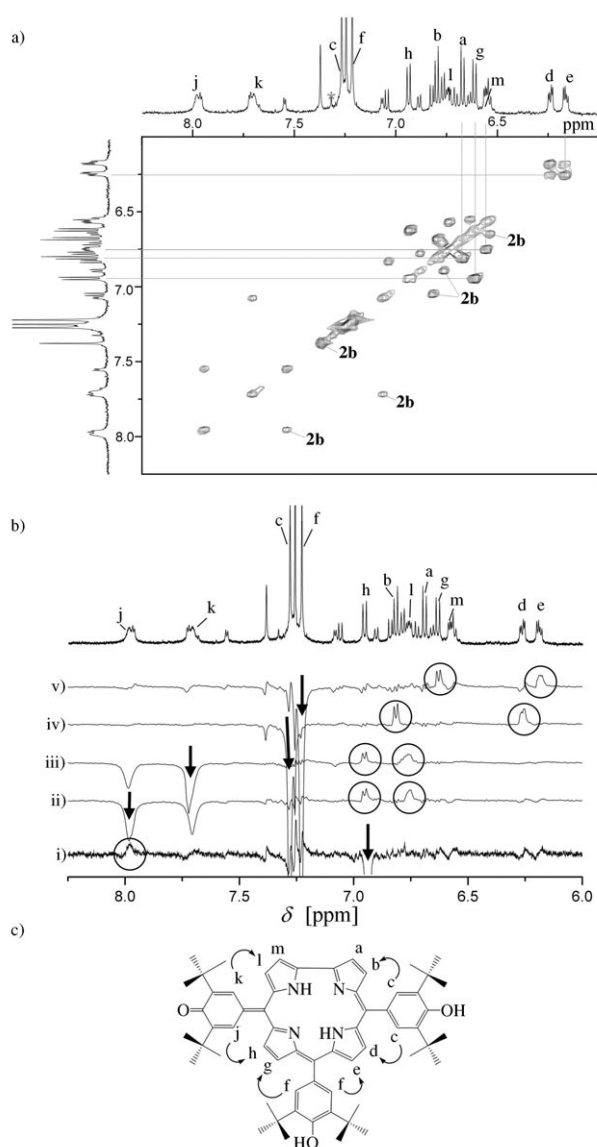 a)
c f b a
h g
j k l m d e
8.0 7.5 7.0 6.5 ppm
6.5
2b
7.0
2b
7.5
2b
2b
8.0
2b
b)
c f
h b l a g m
j k d e
v)
iv)
iii)
ii)
i)
8.0 7.5 7.0 6.5 6.0
δ [ppm]
c)
m a
l b
k c
NH N
O OH
N HN
j c
h d
g e
f f
HO